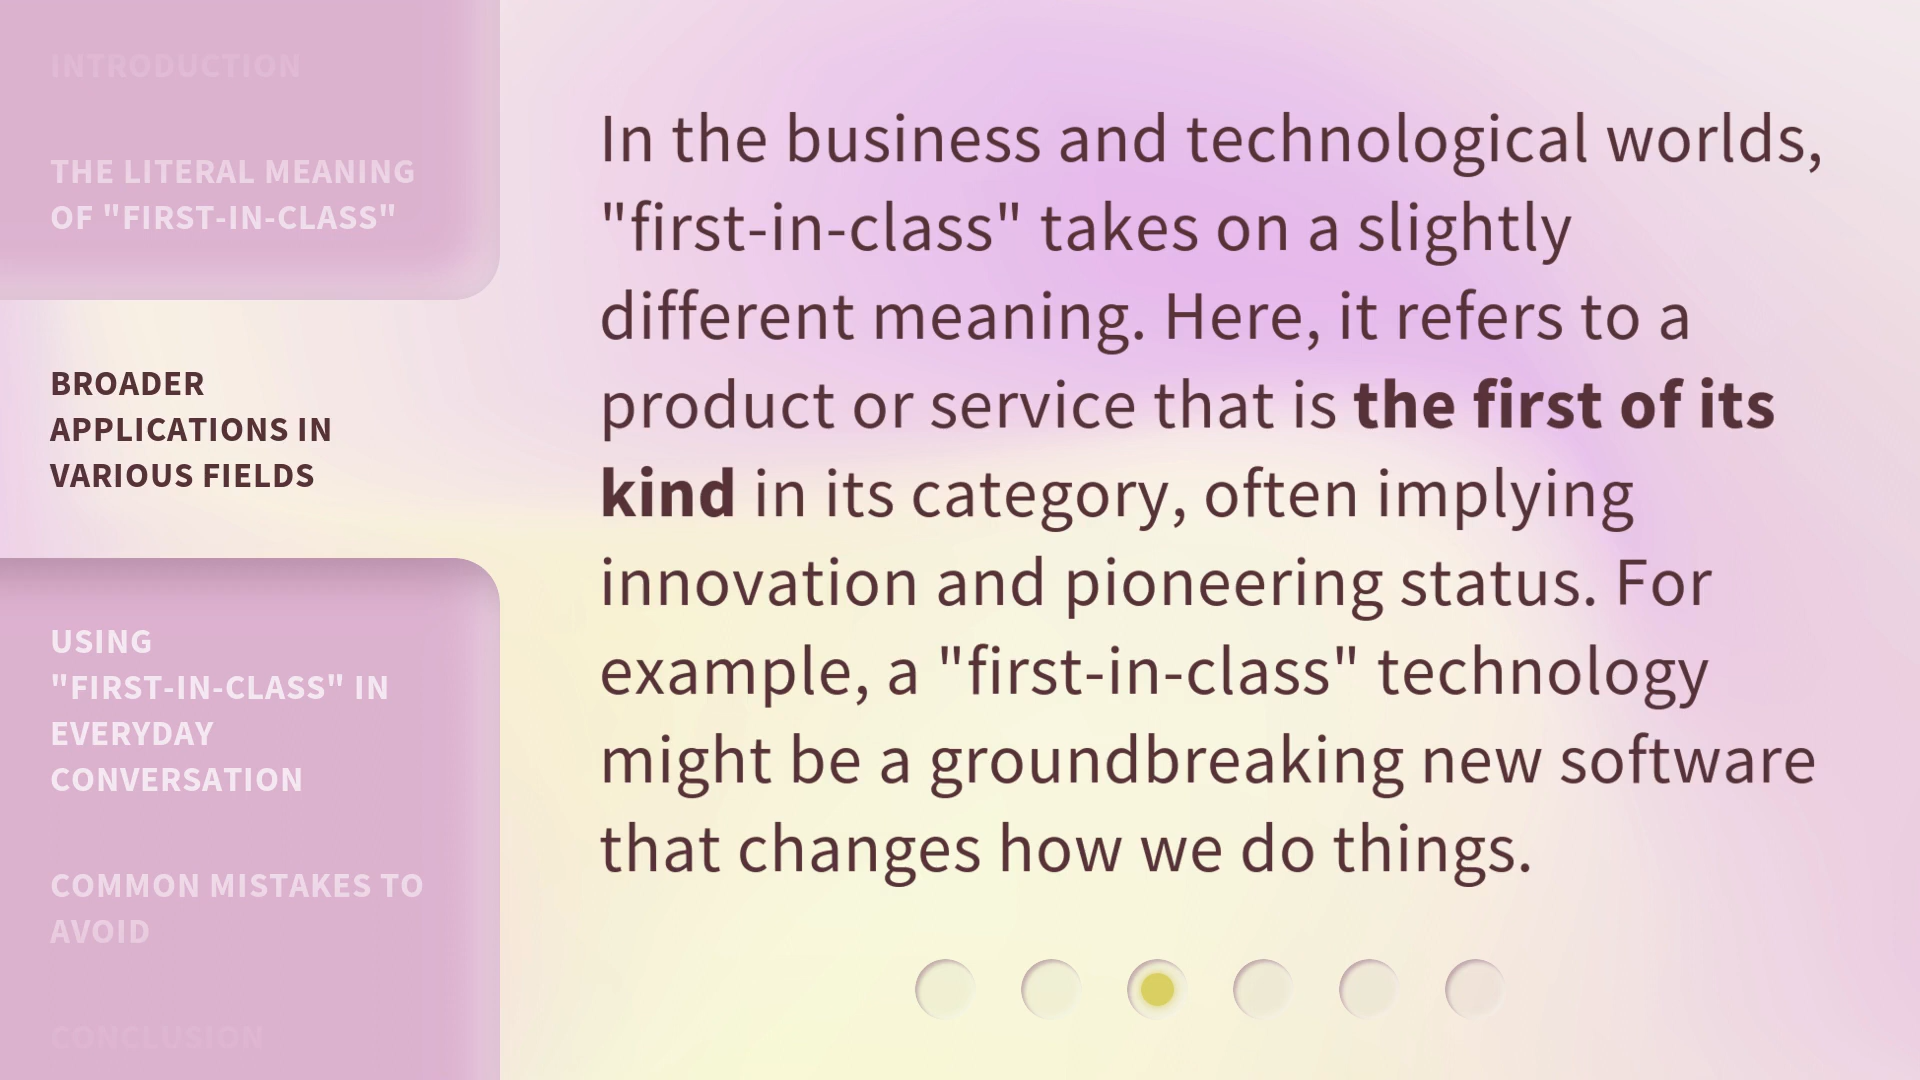 INTRODUCTION
THE LITERAL MEANING
OF "FIRST-IN-CLASS"
BROADER
APPLICATIONS IN
VARIOUS FIELDS
USING
"FIRST-IN-CLASS" IN
EVERYDAY
CONVERSATION
COMMON MISTAKES TO
AVOID
CONCLUSION
In the business and technological worlds,
"first-in-class" takes on a slightly
different meaning. Here, it refers to a
product or service that is the first of its
kind in its category, often implying
innovation and pioneering status. For
example, a "first-in-class" technology
might be a groundbreaking new software
that changes how we do things.